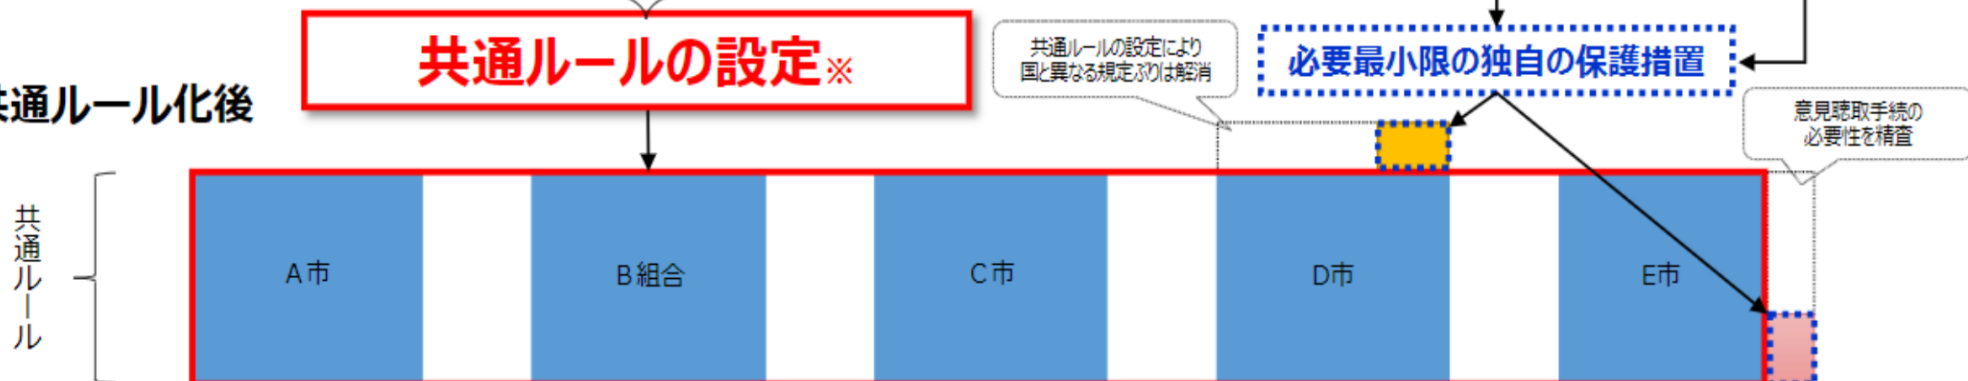 共通ルールの設定※
共通ルールの設定により
国と異なる規定ぶりは解消
必要最小限の独自の保護措置
共通ルール化後
意見聴取手続の
必要性を精査
共通ルール
A市
B組合
C市
D市
E市